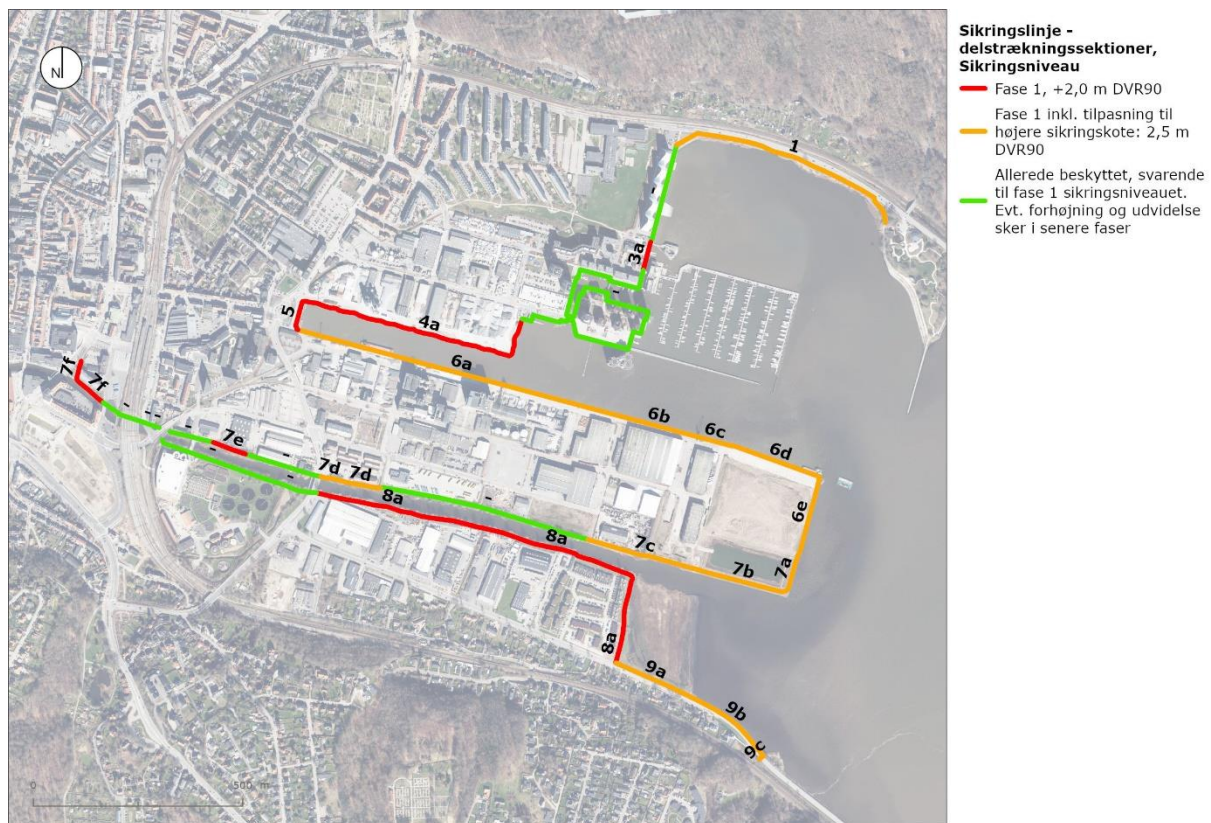 Sikringslinje -
delstrækningssektioner,
Sikringsniveau
Fase 1, +2,0 m DVR90
Fase 1 inkl. tilpasning til
højere sikringskote: 2,5 m
DVR90
Allerede beskyttet, svarende
til fase 1 sikringsniveauet.
Evt. forhøjning og udvidelse
sker i senere faser
N
1
-
3a
-
5
4a
6a
6b
6c
6d
6e
7f
7f
-
- -
-
7e
-
-
-
7d
7d
8a
-
8a
7c
7b
7a
8a
9a
9b
9c
0
500 m